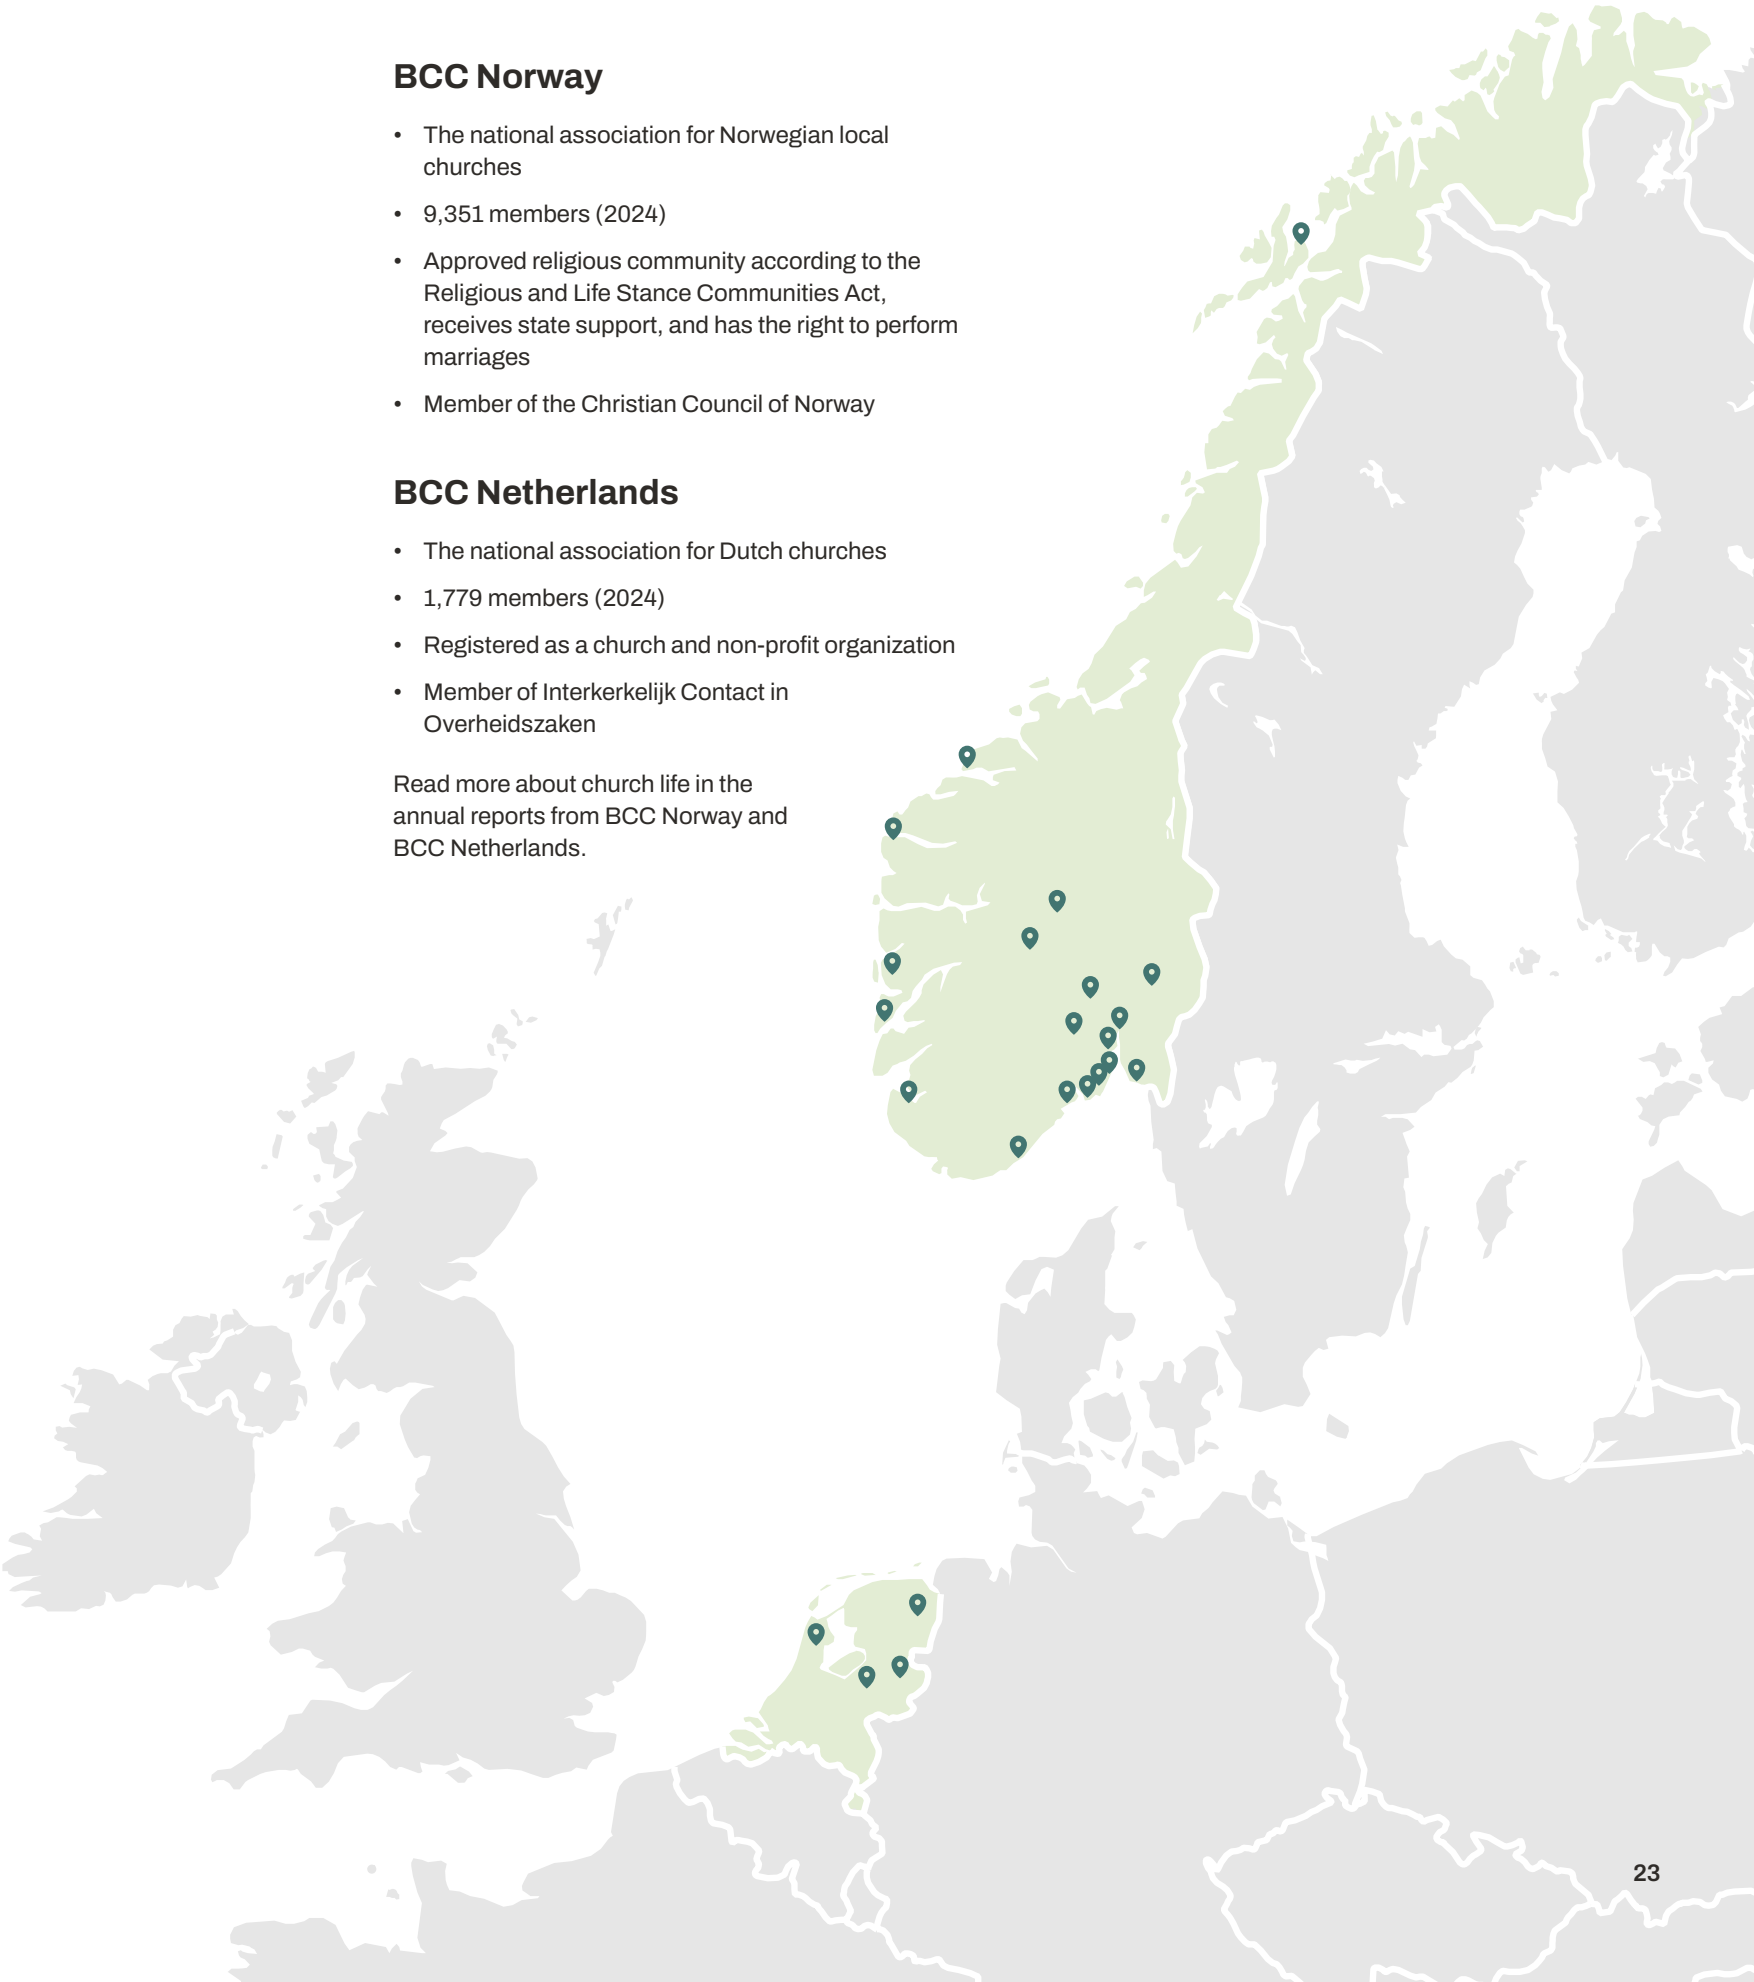 BCC Norway
• The national association for Norwegian local
churches
• 9,351 members (2024)
• Approved religious community according to the
Religious and Life Stance Communities Act,
receives state support, and has the right to perform
marriages
• Member of the Christian Council of Norway
BCC Netherlands
• The national association for Dutch churches
• 1,779 members (2024)
• Registered as a church and non-profit organization
• Member of Interkerkelijk Contact in
Overheidszaken
Read more about church life in the
annual reports from BCC Norway and
BCC Netherlands.
23